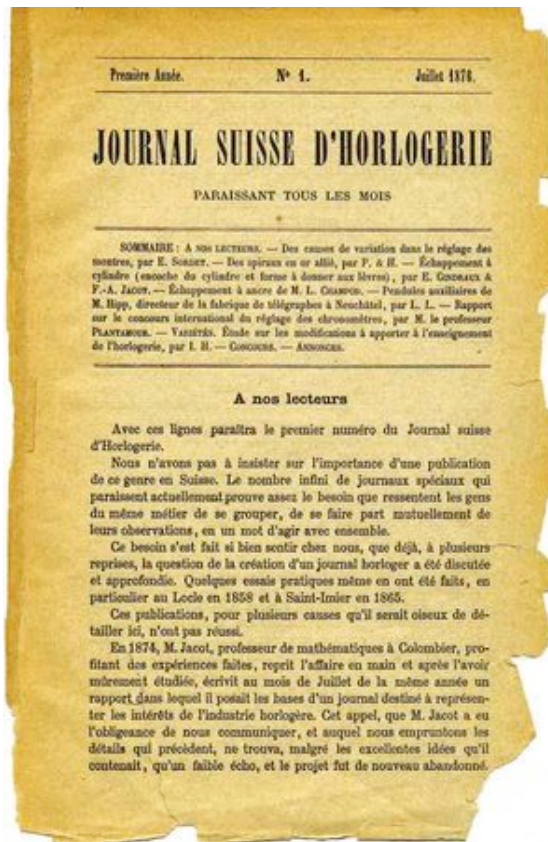 Première Année.
N° 1.
Juillet 1876.
JOURNAL SUISSE D'HORLOGERIE
PARAISSANT TOUS LES MOIS
SOMMAIRE : A NOS LECTEURS. — Des causes de variation dans le réglage des
montres, par E. SORDET. — Des spiraux en or allié, par P. & H. — Échappement à
cylindre (encoche du cylindre et forme à donner aux lèvres), par E. GINDRAUX &
F.-A. JACOT. — Échappement à ancre de M. L. CHAMPOD. — Pendules auxiliaires de
M. Hipp, directeur de la fabrique de télégraphes à Neuchâtel, par L. L. — Rapport
sur le concours international du réglage des chronomètres, par M. le professeur
PLANTAMOUR. — VARIÉTÉS. Étude sur les modifications à apporter à l'enseignement
de l'horlogerie, par I. H. — CONCOURS. — ANNONCES.
A nos lecteurs
Avec ces lignes paraîtra le premier numéro du Journal suisse
d'Horlogerie.
Nous n'avons pas à insister sur l'importance d'une publication
de ce genre en Suisse. Le nombre infini de journaux spéciaux qui
paraissent actuellement prouve assez le besoin que ressentent les gens
du même métier de se grouper, de se faire part mutuellement de
leurs observations, en un mot d'agir avec ensemble.
Ce besoin s'est fait si bien sentir chez nous, que déjà, à plusieurs
reprises, la question de la création d'un journal horloger a été discutée
et approfondie. Quelques essais pratiques même en ont été faits, en
particulier au Locle en 1858 et à Saint-Imier en 1865.
Ces publications, pour plusieurs causes qu'il serait oiseux de dé-
tailler ici, n'ont pas réussi.
En 1874, M. Jacot, professeur de mathématiques à Colombier, pro-
fitant des expériences faites, reprit l'affaire en main et après l'avoir
mûrement étudiée, écrivit au mois de Juillet de la même année un
rapport dans lequel il posait les bases d'un journal destiné à représen-
ter les intérêts de l'industrie horlogère. Cet appel, que M. Jacot a eu
l'obligeance de nous communiquer, et auquel nous empruntons les
détails qui précèdent, ne trouva, malgré les excellentes idées qu'il
contenait, qu'un faible écho, et le projet fut de nouveau abandonné.